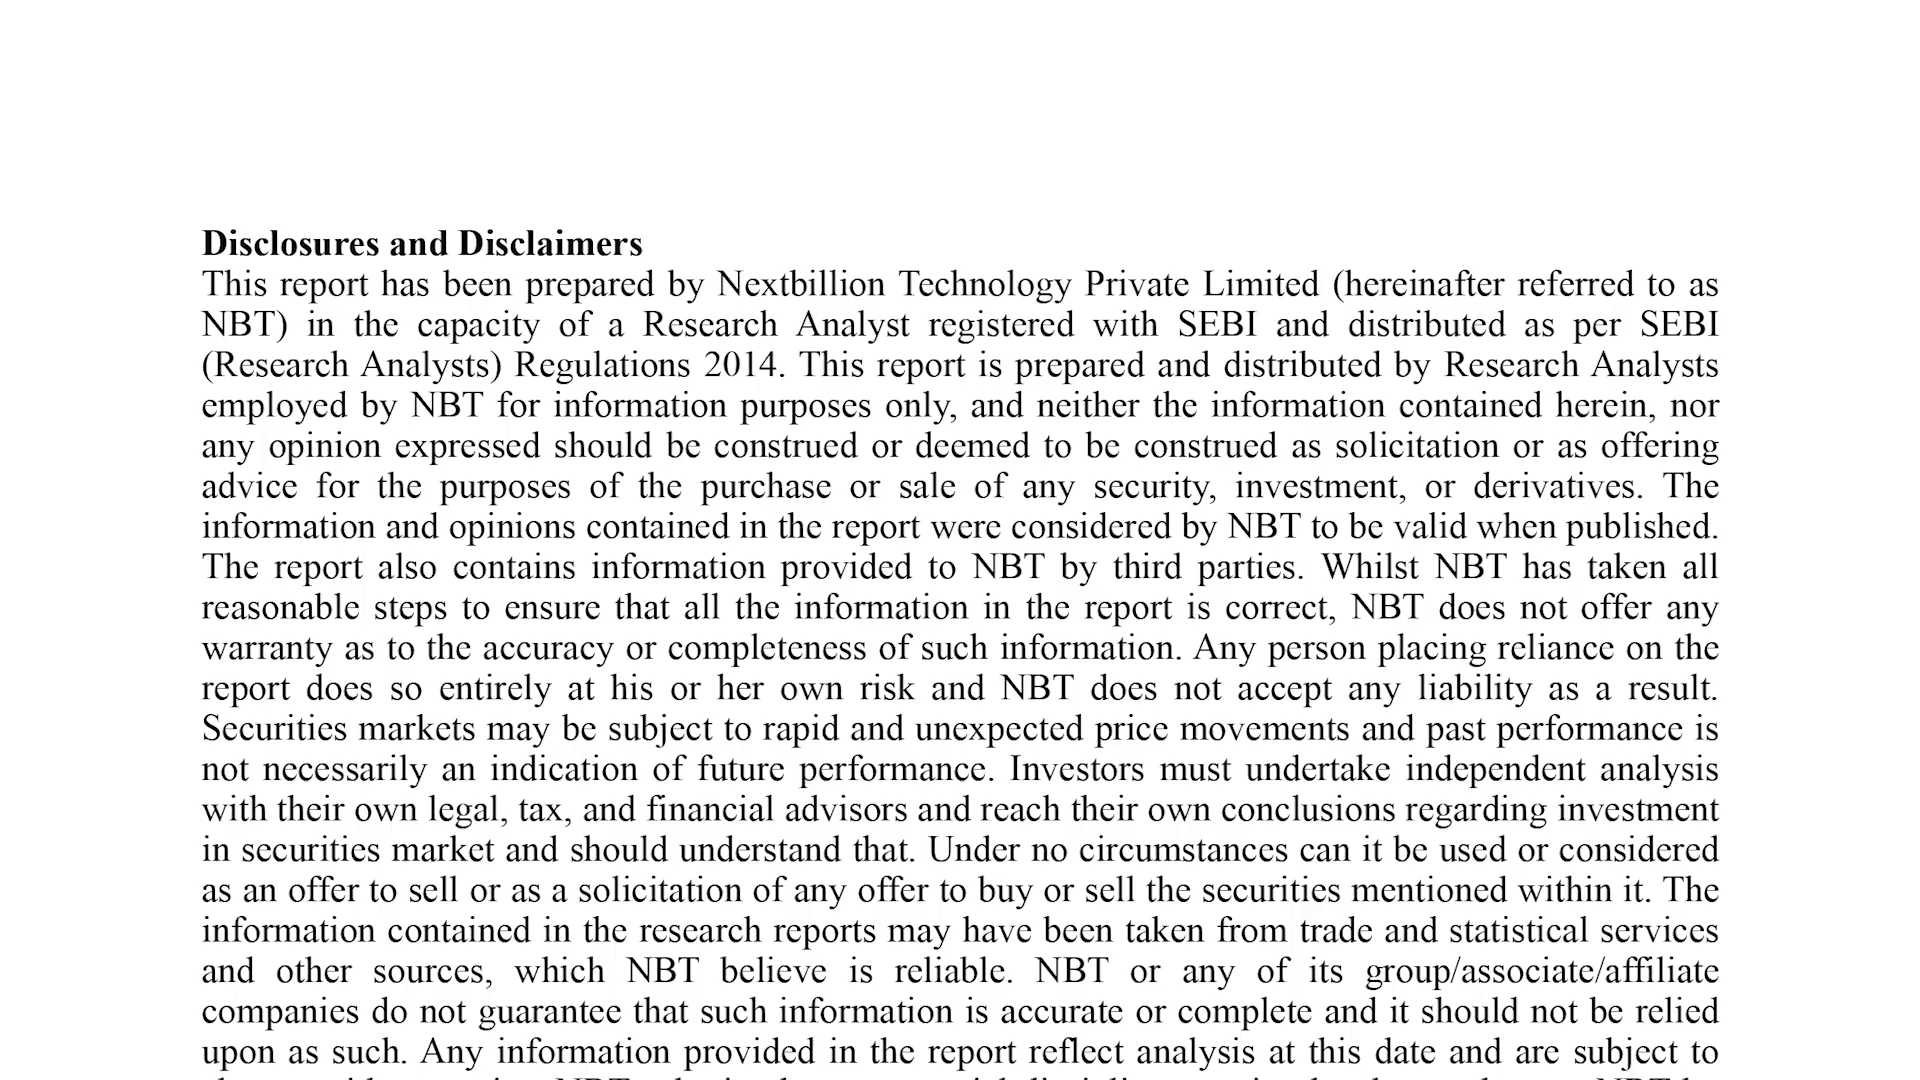 Disclosures and Disclaimers
This report has been prepared by Nextbillion Technology Private Limited (hereinafter referred to as
NBT) in the capacity of a Research Analyst registered with SEBI and distributed as per SEBI
(Research Analysts) Regulations 2014. This report is prepared and distributed by Research Analysts
employed by NBT for information purposes only, and neither the information contained herein, nor
any opinion expressed should be construed or deemed to be construed as solicitation or as offering
advice for the purposes of the purchase or sale of any security, investment, or derivatives. The
information and opinions contained in the report were considered by NBT to be valid when published.
The report also contains information provided to NBT by third parties. Whilst NBT has taken all
reasonable steps to ensure that all the information in the report is correct, NBT does not offer any
warranty as to the accuracy or completeness of such information. Any person placing reliance on the
report does so entirely at his or her own risk and NBT does not accept any liability as a result.
Securities markets may be subject to rapid and unexpected price movements and past performance is
not necessarily an indication of future performance. Investors must undertake independent analysis
with their own legal, tax, and financial advisors and reach their own conclusions regarding investment
in securities market and should understand that. Under no circumstances can it be used or considered
as an offer to sell or as a solicitation of any offer to buy or sell the securities mentioned within it. The
information contained in the research reports may have been taken from trade and statistical services
and other sources, which NBT believe is reliable. NBT or any of its group/associate/affiliate
companies do not guarantee that such information is accurate or complete and it should not be relied
upon as such. Any information provided in the report reflect analysis at this date and are subject to